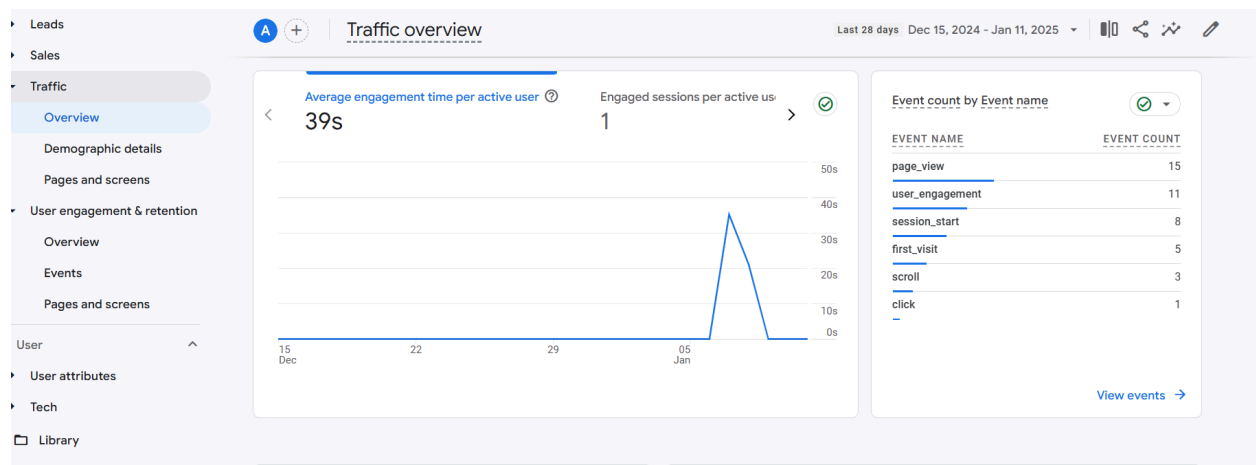 Leads
Sales
Traffic
Overview
Demographic details
Pages and screens
User engagement & retention
Overview
Events
Pages and screens
User
User attributes
Tech
Library
A
Traffic overview
Last 28 days Dec 15, 2024 - Jan 11, 2025
Average engagement time per active user
39s
Engaged sessions per active us
1
50s
40s
30s
20s
10s
0s
15
Dec
22
29
05
Jan
Event count by Event name
EVENT NAME EVENT COUNT
page_view 15
user_engagement 11
session_start 8
first_visit 5
scroll 3
click 1
View events